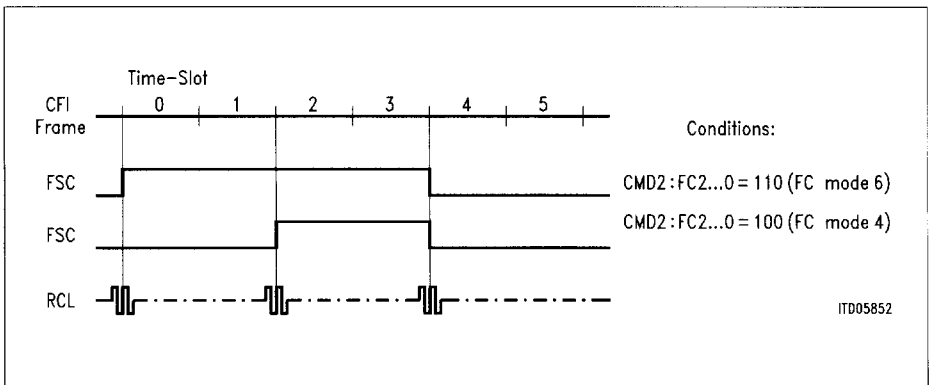 Time-Slot
CFI 0 1 2 3 4 5
Frame
Conditions:
FSC CMD2:FC2...0 = 110 (FC mode 6)
FSC CMD2:FC2...0 = 100 (FC mode 4)
RCL
ITD05852